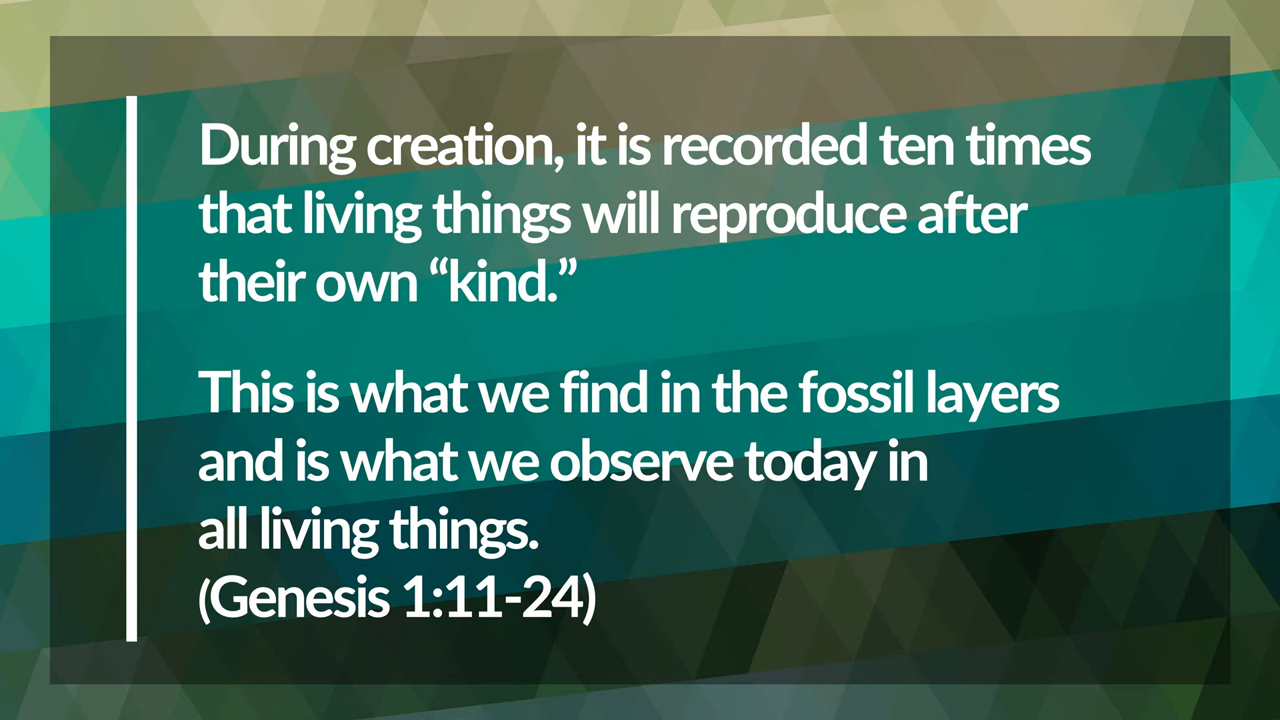 During creation, it is recorded ten times
that living things will reproduce after
their own “kind.”
This is what we find in the fossil layers
and is what we observe today in
all living things.
(Genesis 1:11-24)